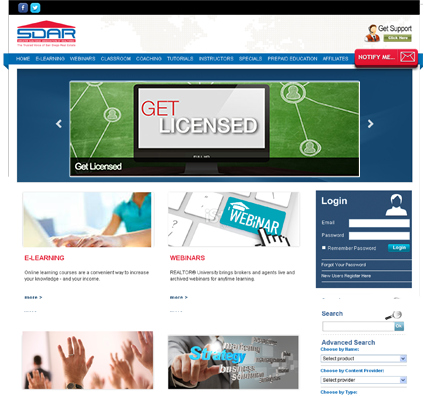 SDAR
Get Support
Click Here
HOME E-LEARNING WEBINARS CLASSROOM COACHING TUTORIALS INSTRUCTORS SPECIALS PREPAID EDUCATION AFFILIATES
NOTIFY ME...
GET
LICENSED
Get Licensed
WEBINAR
E-LEARNING
Online learning courses are a convenient way to increase
your knowledge - and your income.
more >
WEBINARS
REALTOR® University brings brokers and agents live and
archived webinars for anytime learning.
more >
Login
Email
Password
Remember Password
Login
Forgot Your Password
New Users Register Here
Search
Search
Go
Advanced Search
Choose by Name:
Select product
Choose by Content Provider:
Select provider
Choose by Type:
marketing
Strategy
business